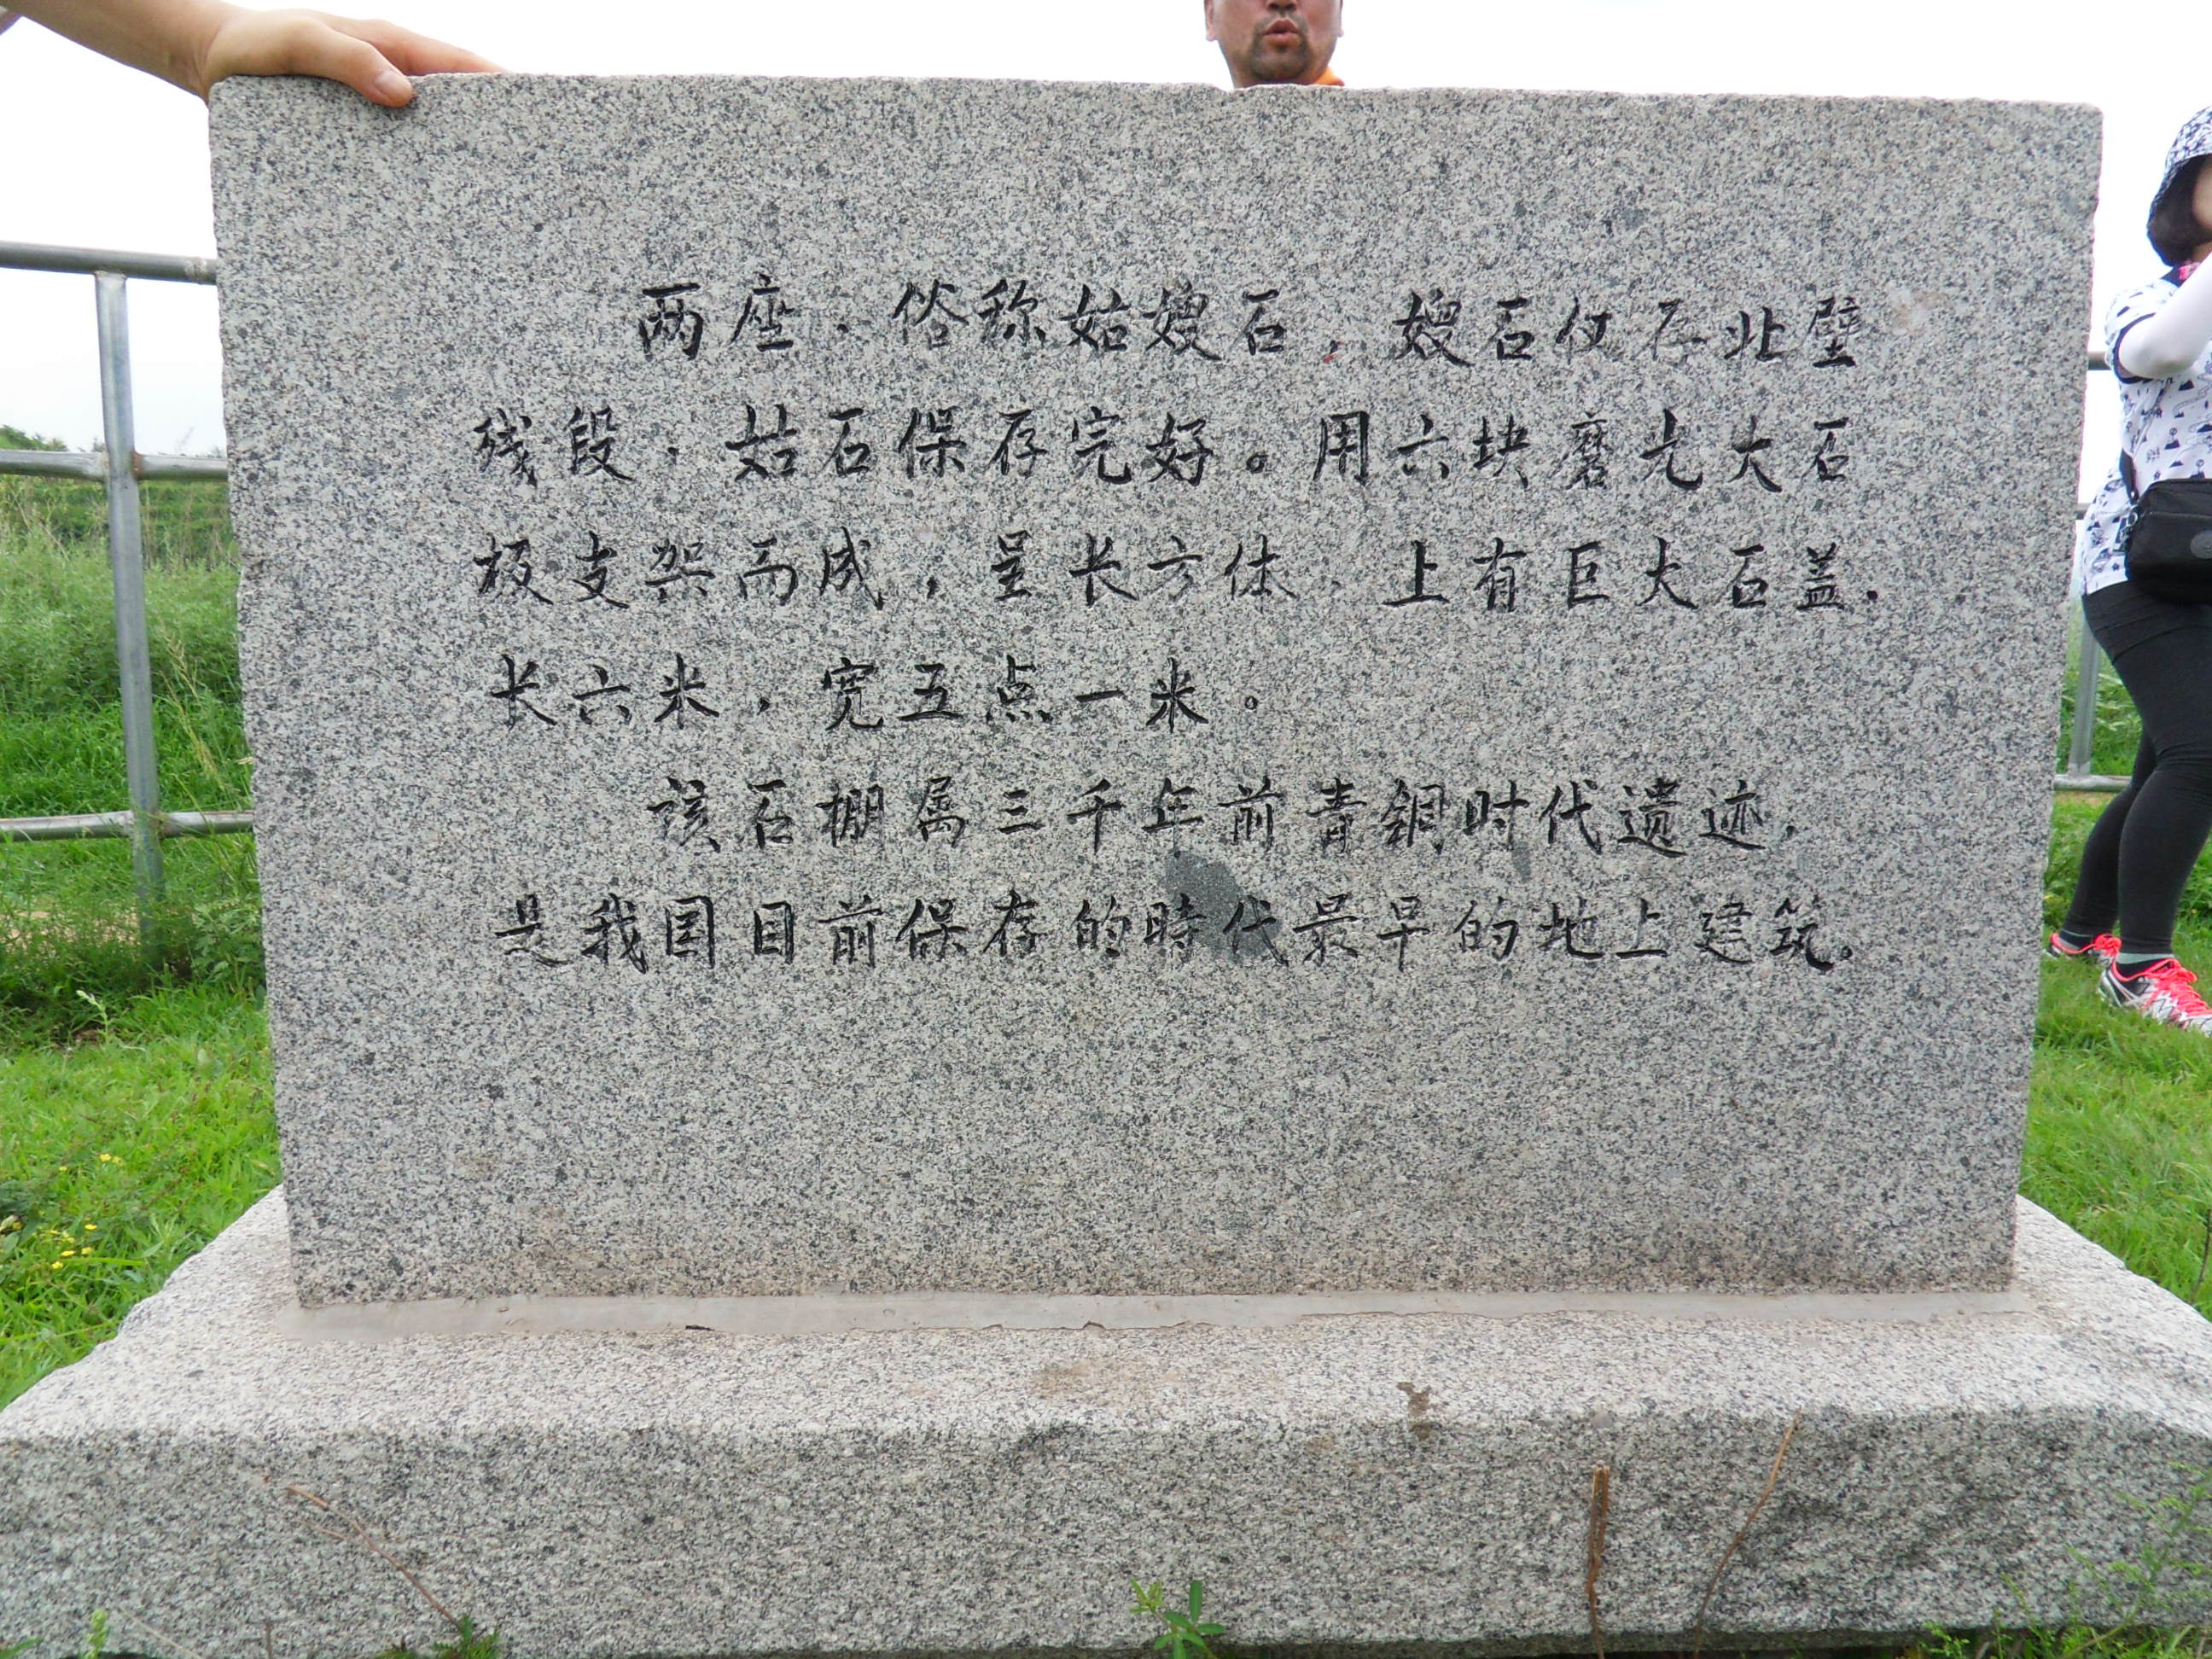 两座．俗称姑嫂石，嫂石仅存北壁
残段．姑石保存完好。用六块磨光大石
板支架而成，呈长方体．上有巨大石盖．
长六米，宽五点一米。
该石棚属三千年前青铜时代遗迹，
是我国目前保存的時代最早的地上建筑。